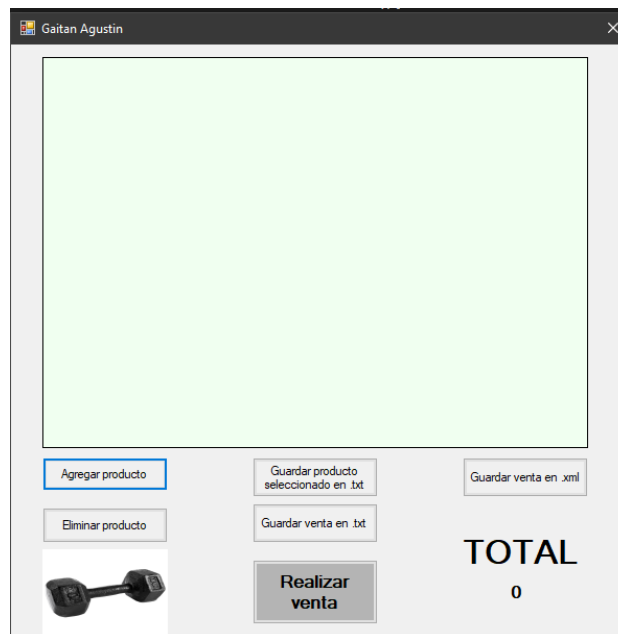 Gaitan Agustin
Agregar producto
Guardar producto
seleccionado en .txt
Guardar venta en .xml
Eliminar producto
Guardar venta en .txt
TOTAL
0
Realizar
venta